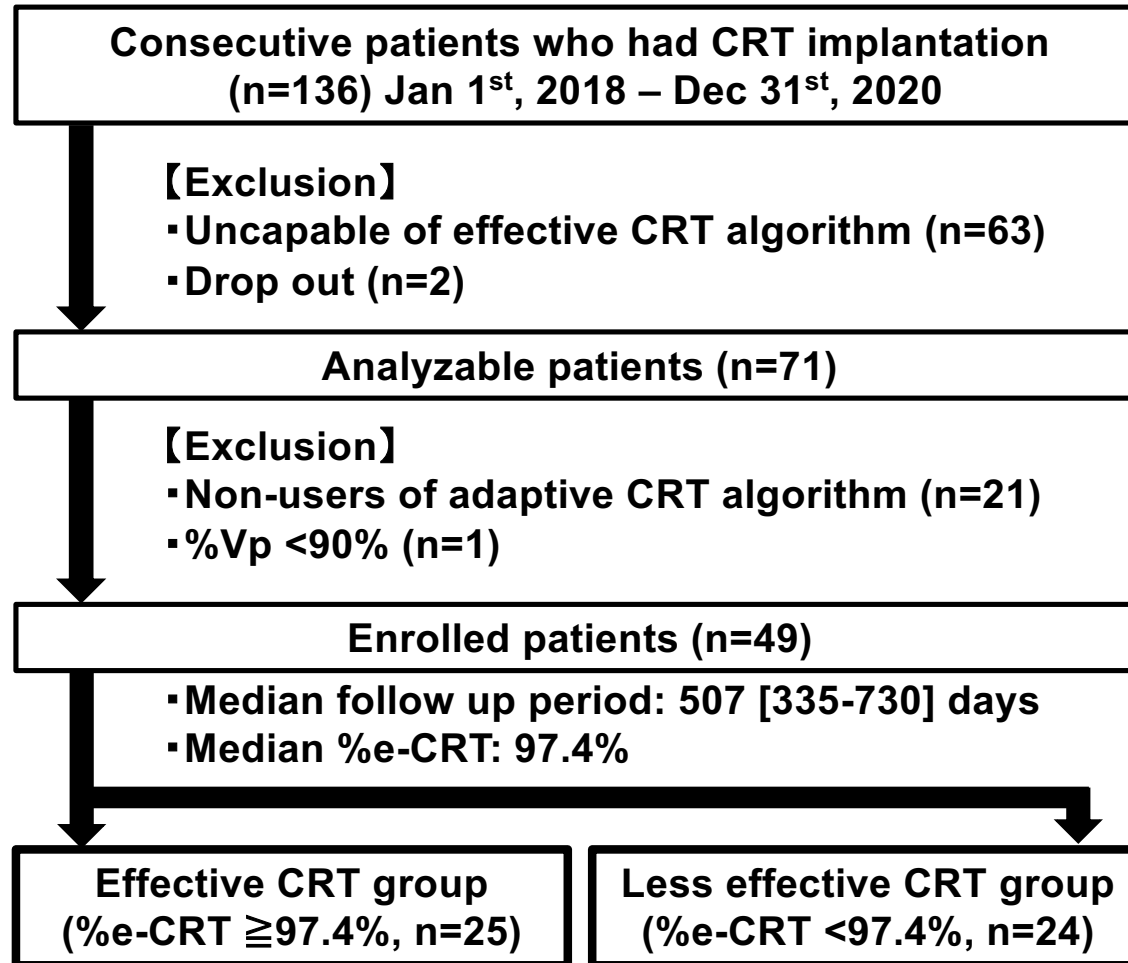 Consecutive patients who had CRT implantation
(n=136) Jan 1st, 2018 – Dec 31st, 2020
【Exclusion】
・Uncapable of effective CRT algorithm (n=63)
・Drop out (n=2)
Analyzable patients (n=71)
【Exclusion】
・Non-users of adaptive CRT algorithm (n=21)
・%Vp <90% (n=1)
Enrolled patients (n=49)
・Median follow up period: 507 [335-730] days
・Median %e-CRT: 97.4%
Effective CRT group
(%e-CRT ≧97.4%, n=25)
Less effective CRT group
(%e-CRT <97.4%, n=24)